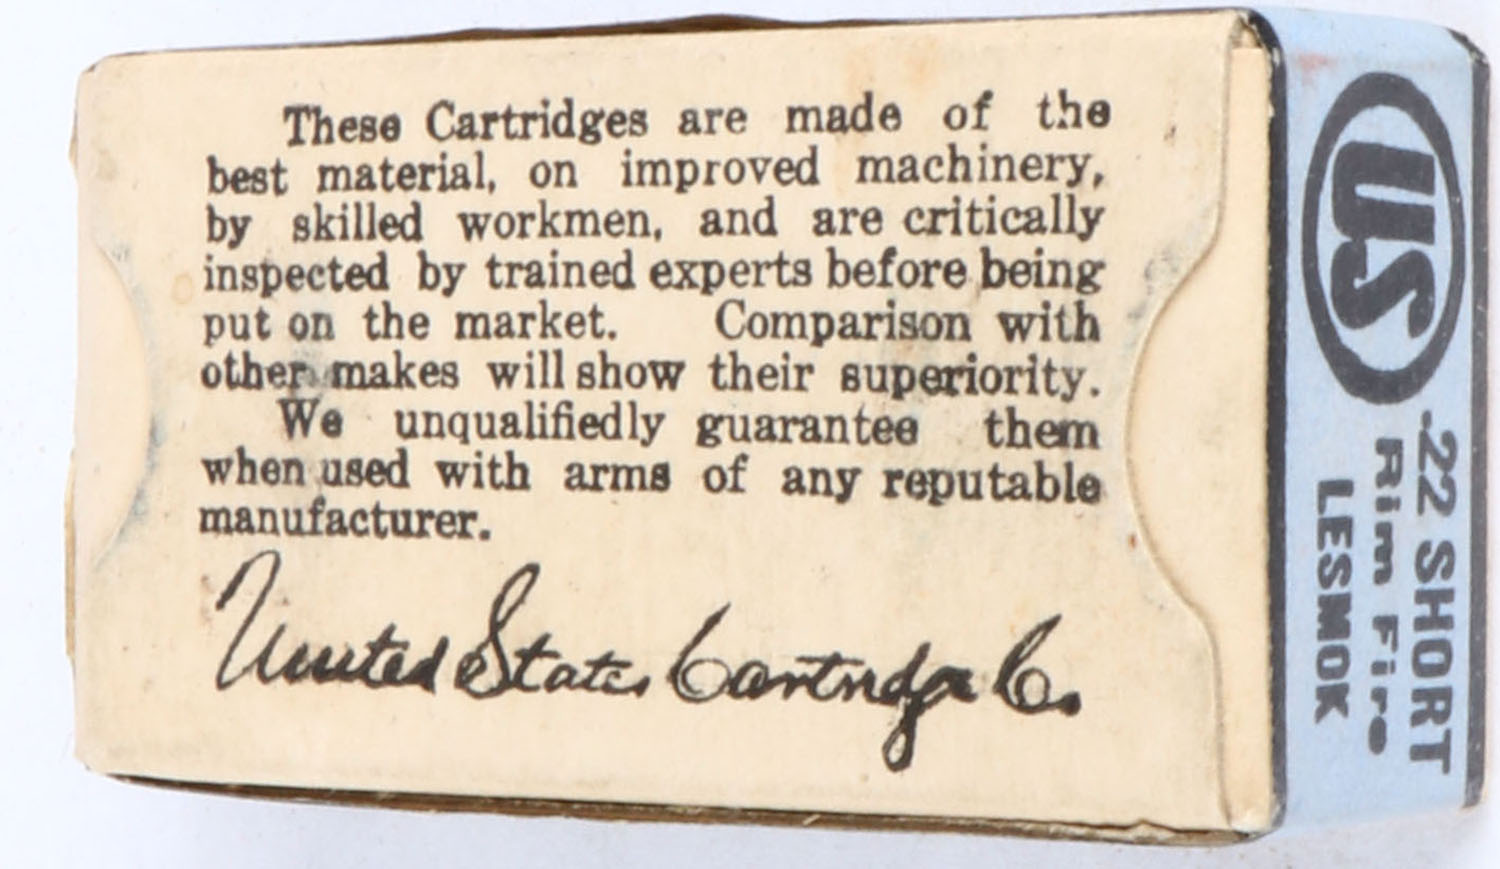 These Cartridges are made of the
best material, on improved machinery,
by skilled workmen, and are critically
inspected by trained experts before being
put on the market. Comparison with
other makes will show their superiority.
We unqualifiedly guarantee them
when used with arms of any reputable
manufacturer.
United States Cartridge Co.
US
.22 SHORT
Rim Fire
LESMOK